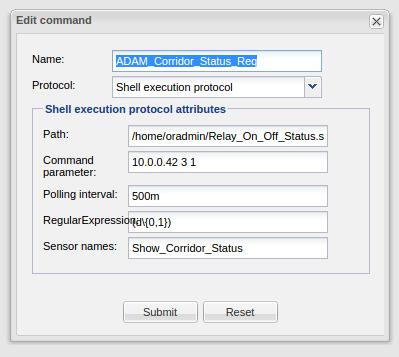 Edit command
Name: ADAM_Corridor_Status_Req
Protocol: Shell execution protocol
Shell execution protocol attributes
Path: /home/oradmin/Relay_On_Off_Status.s
Command parameter: 10.0.0.42 3 1
Polling interval: 500m
RegularExpression: (d\{0,1})
Sensor names: Show_Corridor_Status
Submit Reset